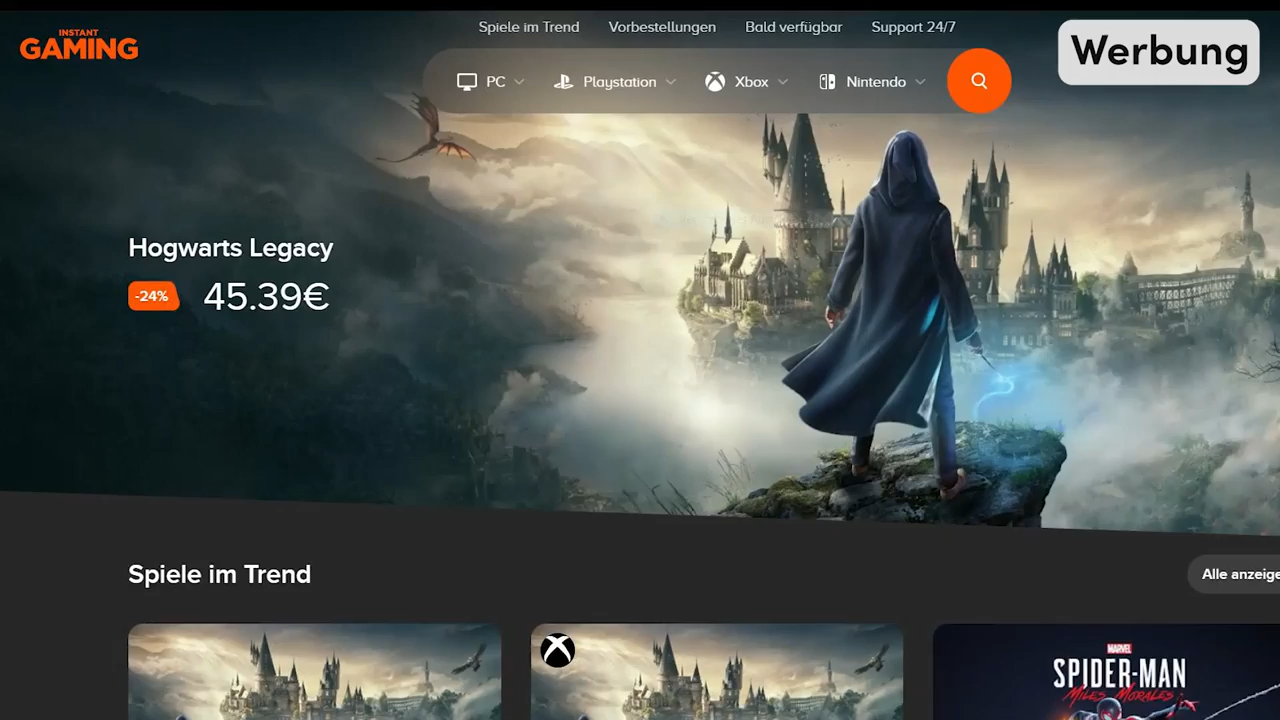 Spiele im Trend Vorbestellungen Bald verfügbar Support 24/7
INSTANT
GAMING
Werbung
PC Playstation Xbox Nintendo
Hogwarts Legacy
-24% 45.39€
Spiele im Trend
Alle anzeige
MARVEL
SPIDER-MAN
MILES MORALES